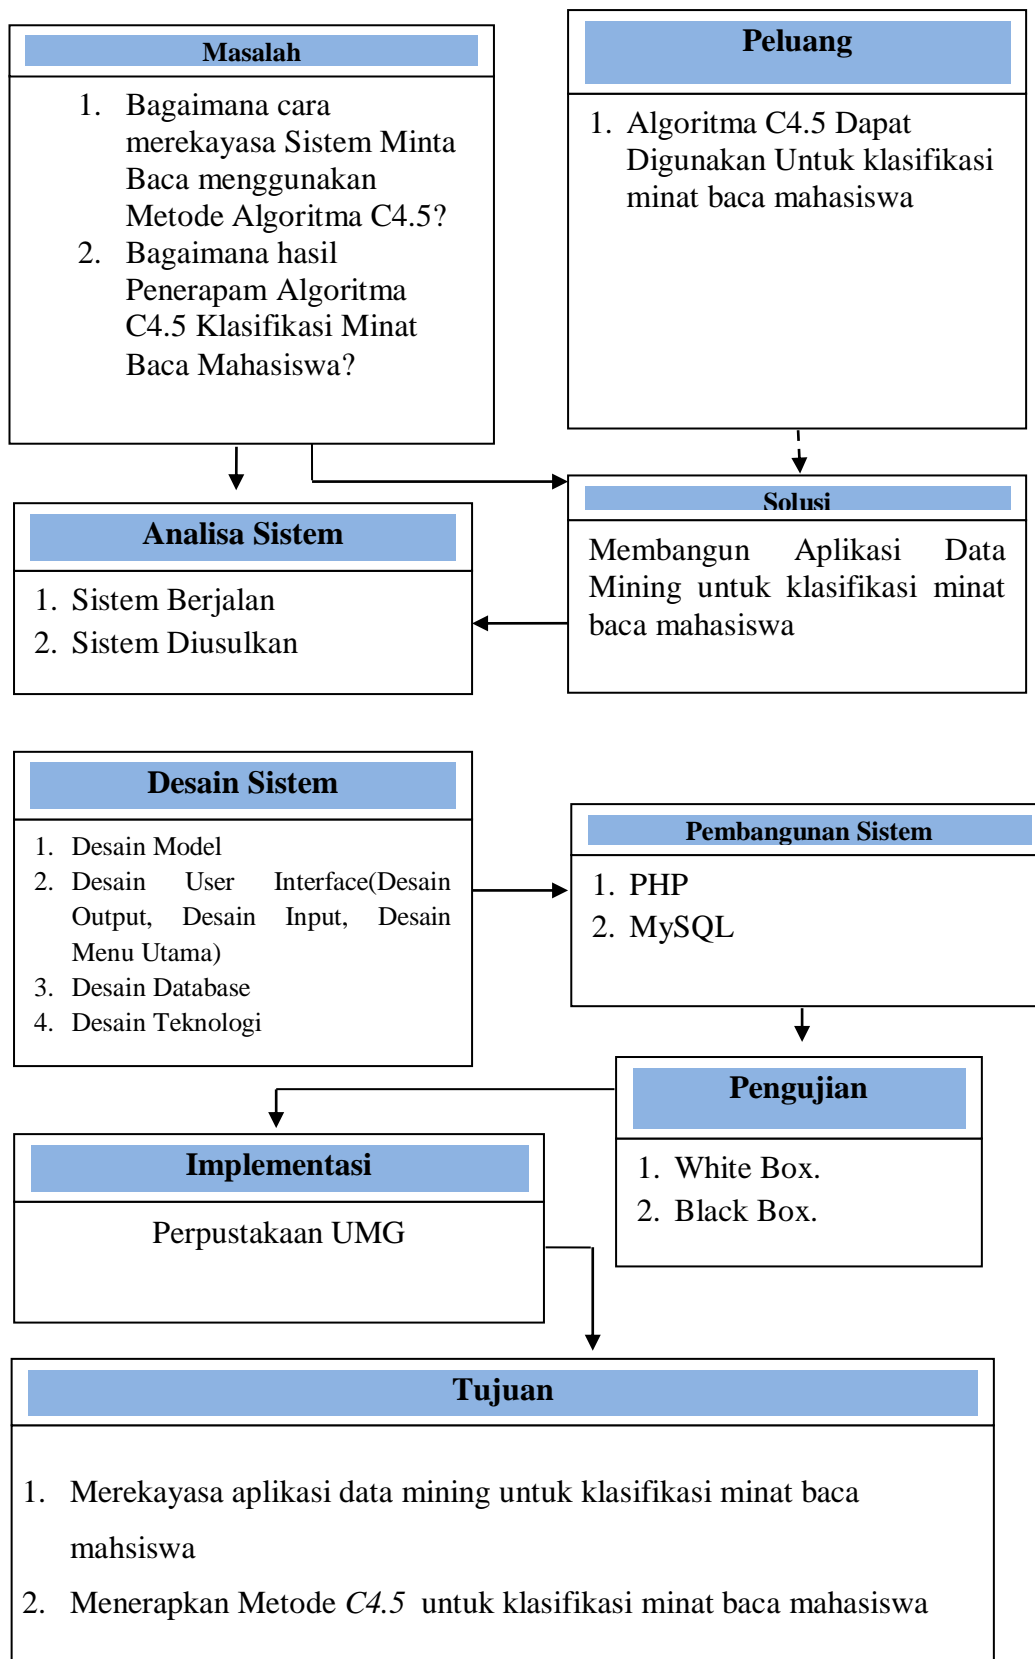 Masalah
1. Bagaimana cara
merekayasa Sistem Minta
Baca menggunakan
Metode Algoritma C4.5?
2. Bagaimana hasil
Penerapam Algoritma
C4.5 Klasifikasi Minat
Baca Mahasiswa?
Peluang
1. Algoritma C4.5 Dapat
Digunakan Untuk klasifikasi
minat baca mahasiswa
Solusi
Membangun Aplikasi Data
Mining untuk klasifikasi minat
baca mahasiswa
Analisa Sistem
1. Sistem Berjalan
2. Sistem Diusulkan
Desain Sistem
1. Desain Model
2. Desain User Interface(Desain
Output, Desain Input, Desain
Menu Utama)
3. Desain Database
4. Desain Teknologi
Pembangunan Sistem
1. PHP
2. MySQL
Pengujian
1. White Box.
2. Black Box.
Implementasi
Perpustakaan UMG
Tujuan
1. Merekayasa aplikasi data mining untuk klasifikasi minat baca
mahsiswa
2. Menerapkan Metode C4.5 untuk klasifikasi minat baca mahasiswa